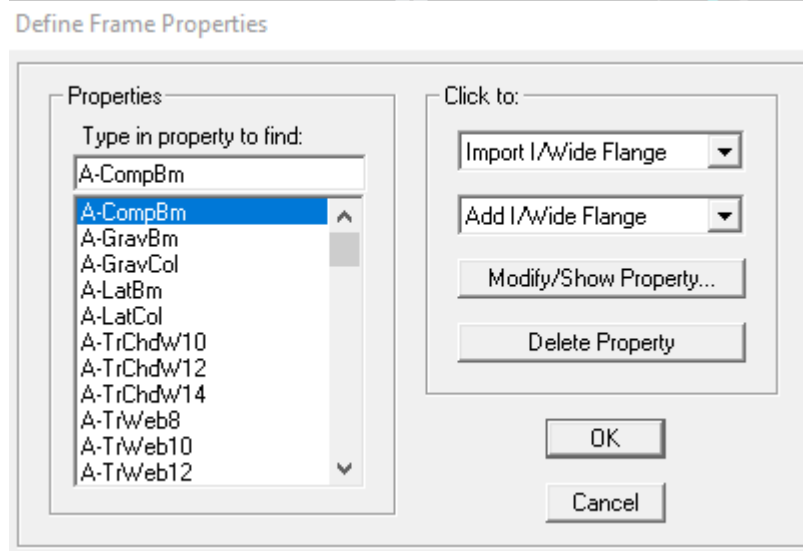 Define Frame Properties
Properties
Type in property to find:
A-CompBm
A-CompBm
A-GravBm
A-GravCol
A-LatBm
A-LatCol
A-TrChdW10
A-TrChdW12
A-TrChdW14
A-TrWeb8
A-TrWeb10
A-TrWeb12
Click to:
Import I/Wide Flange
Add I/Wide Flange
Modify/Show Property...
Delete Property
OK
Cancel